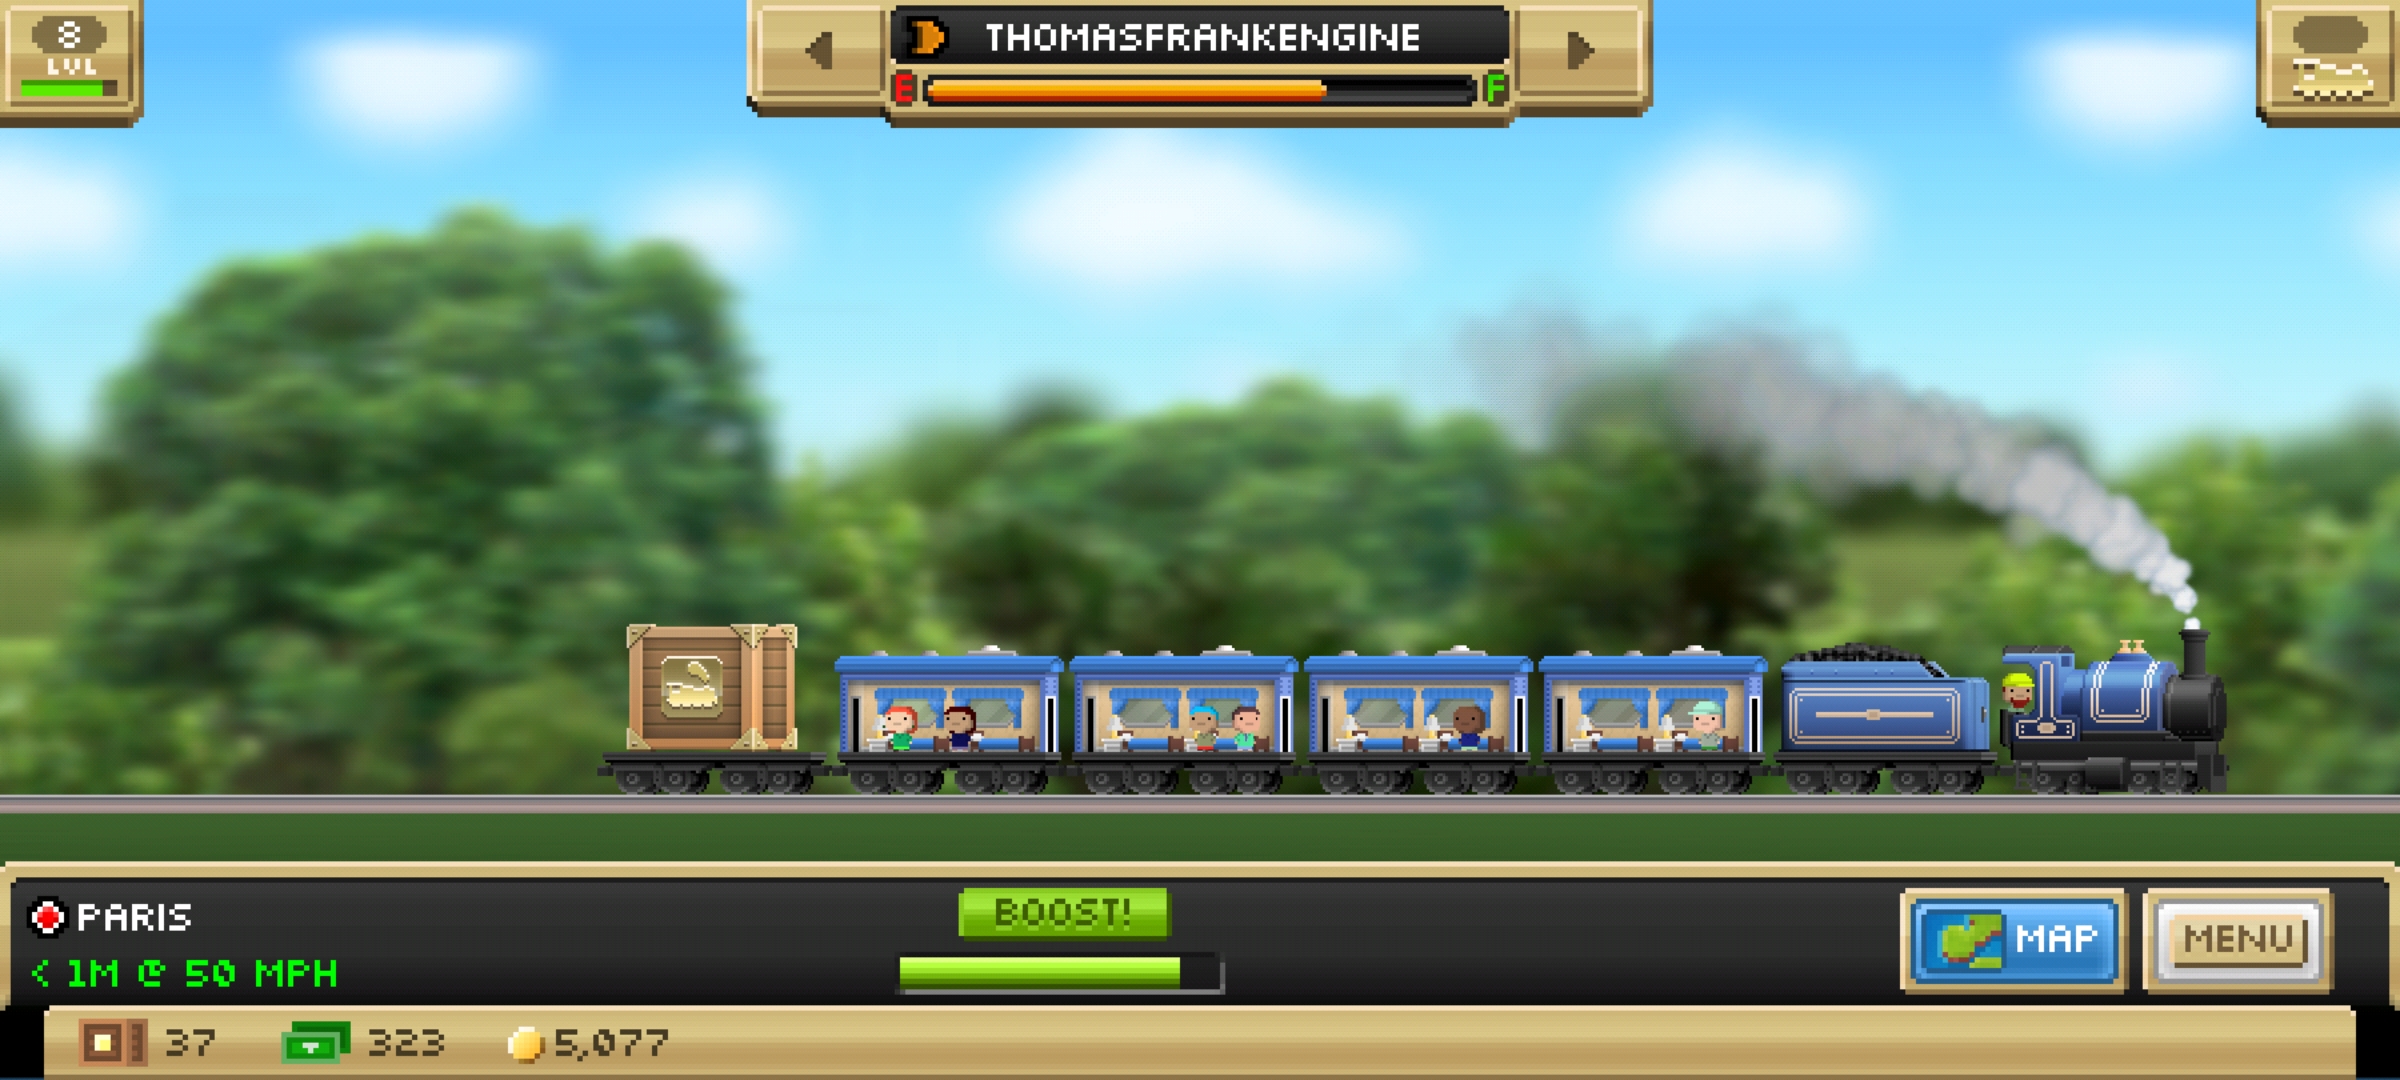 8
LVL
THOMASFRANKENGINE
E F
PARIS
< 1M @ 50 MPH
BOOST!
MAP
MENU
37
323
5,077